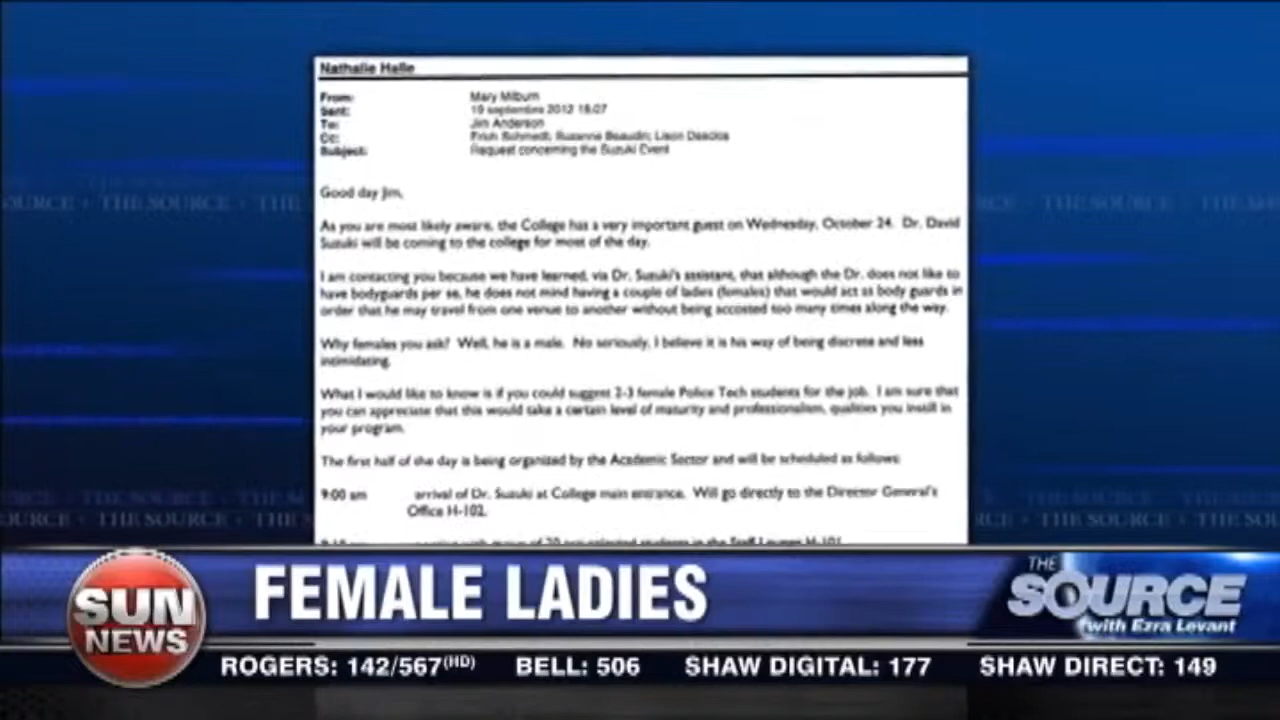 Nathalie Halle
From: Mary Milburn
Sent: 19 septembre 2012 16:07
To: Jim Anderson
Cc: Suzanne Beaudin;
Subject: Request concerning the Suzuki Event
Good day Jim,
As you are most likely aware, the College has a very important guest on Wednesday, October 24. Dr. David
Suzuki will be coming to the college for most of the day.
I am contacting you because we have learned, via Dr. Suzuki's assistant, that although the Dr. does not like to
have bodyguards per se, he does not mind having a couple of ladies (females) that would act as body guards in
order that he may travel from one venue to another without being accosted too many times along the way.
Why females you ask? Well, he is a male. No seriously, I believe it is his way of being discrete and less
intimidating.
What I would like to know is if you could suggest 2-3 female Police Tech students for the job. I am sure that
you can appreciate that this would take a certain level of maturity and professionalism, qualities you instill in
your program.
The first half of the day is being organized by the Academic Sector and will be scheduled as follows:
9:00 am arrival of Dr. Suzuki at College main entrance. Will go directly to the Director General's
Office H-102.
OURCE • THE SOURCE • THE
RCE • THE SOURCE • THE SOUR
SUN
NEWS
FEMALE LADIES
THE
SOURCE
with Ezra Levant
ROGERS: 142/567(HD) BELL: 506 SHAW DIGITAL: 177 SHAW DIRECT: 149